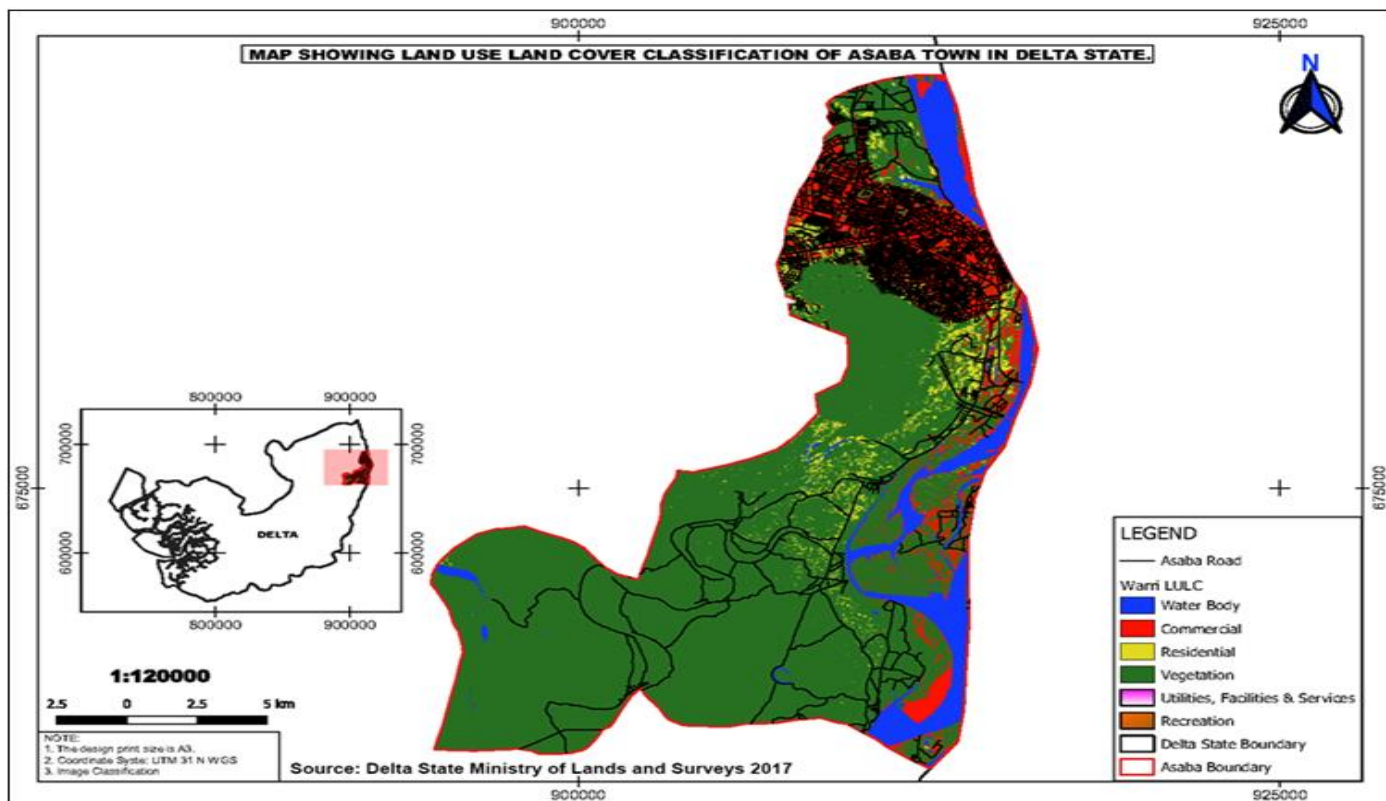 900000 925000
MAP SHOWING LAND USE LAND COVER CLASSIFICATION OF ASABA TOWN IN DELTA STATE.
N
800000 900000
700000 700000
675000 675000
DELTA
600000 600000
800000 900000
1:120000
2.5 0 2.5 5 km
NOTE:
1. The design print size is A3.
2. Coordinate Syste: UTM 31 N WGS
3. Image Classification
Source: Delta State Ministry of Lands and Surveys 2017
LEGEND
Asaba Road
Warri LULC
Water Body
Commercial
Residential
Vegetation
Utilities, Facilities & Services
Recreation
Delta State Boundary
Asaba Boundary
900000 925000